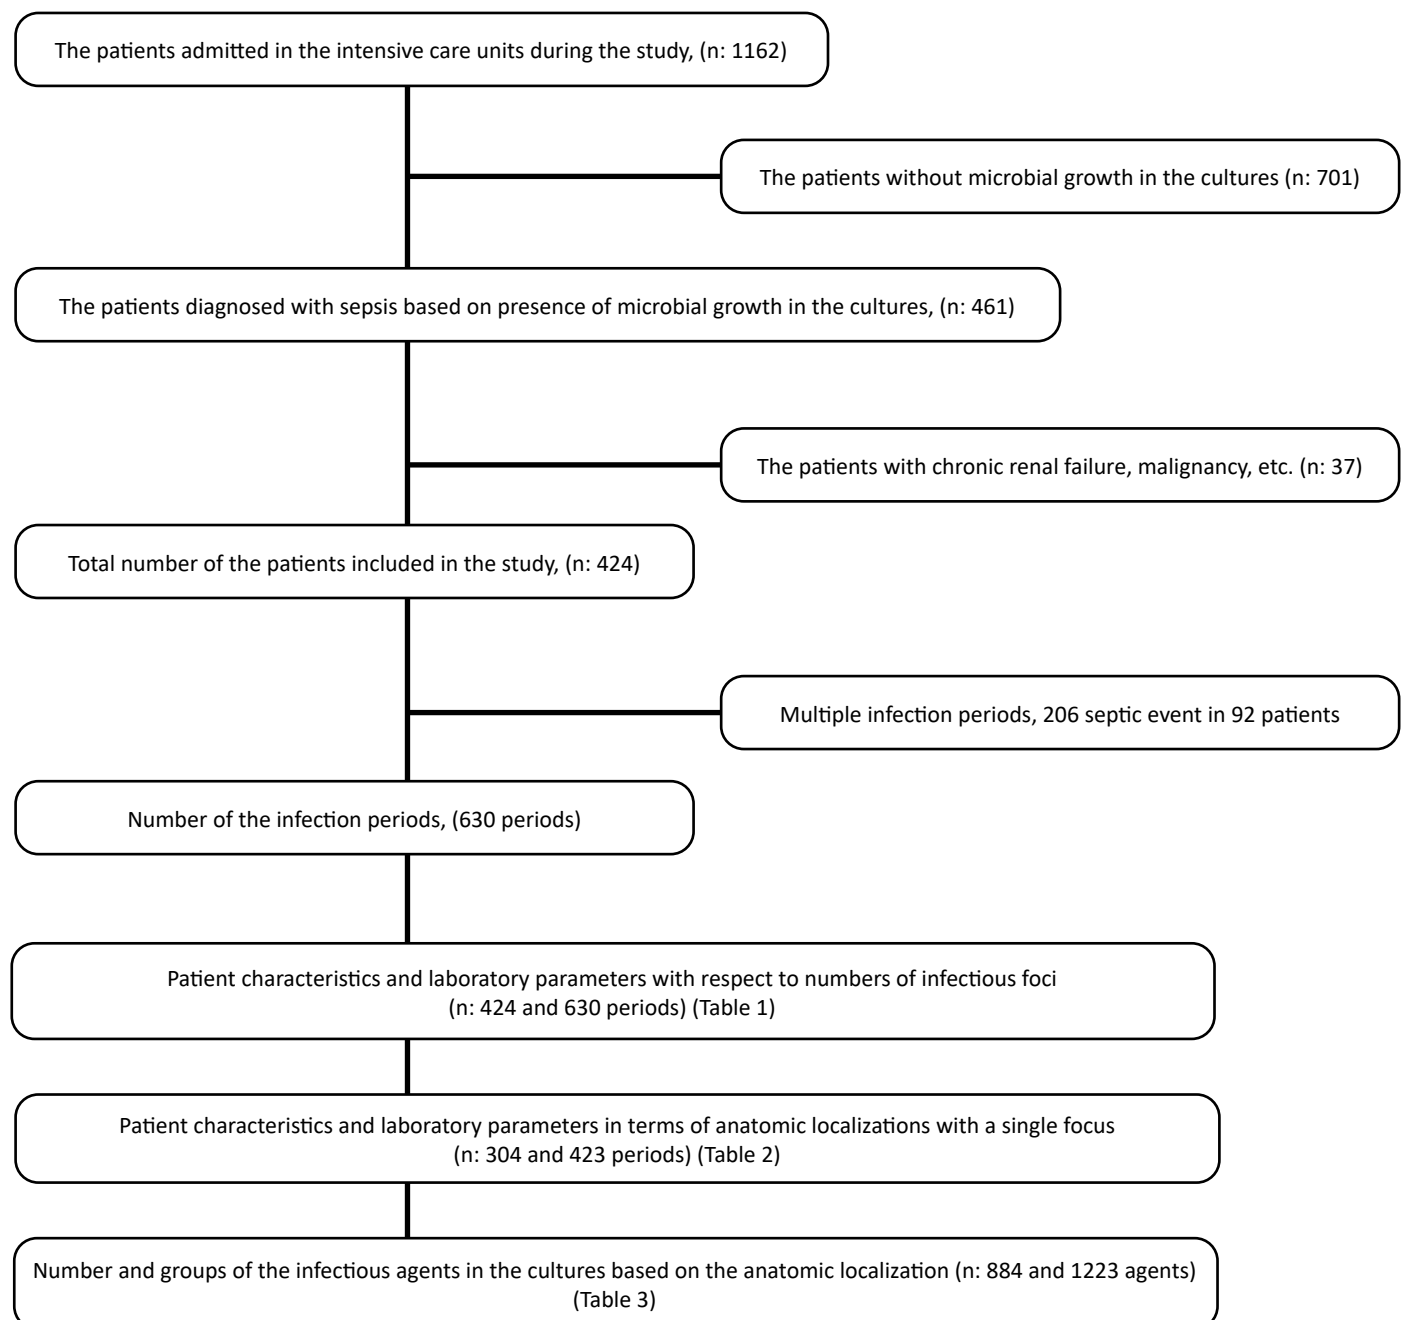 The patients admitted in the intensive care units during the study, (n: 1162)
The patients without microbial growth in the cultures (n: 701)
The patients diagnosed with sepsis based on presence of microbial growth in the cultures, (n: 461)
The patients with chronic renal failure, malignancy, etc. (n: 37)
Total number of the patients included in the study, (n: 424)
Multiple infection periods, 206 septic event in 92 patients
Number of the infection periods, (630 periods)
Patient characteristics and laboratory parameters with respect to numbers of infectious foci
(n: 424 and 630 periods) (Table 1)
Patient characteristics and laboratory parameters in terms of anatomic localizations with a single focus
(n: 304 and 423 periods) (Table 2)
Number and groups of the infectious agents in the cultures based on the anatomic localization (n: 884 and 1223 agents)
(Table 3)